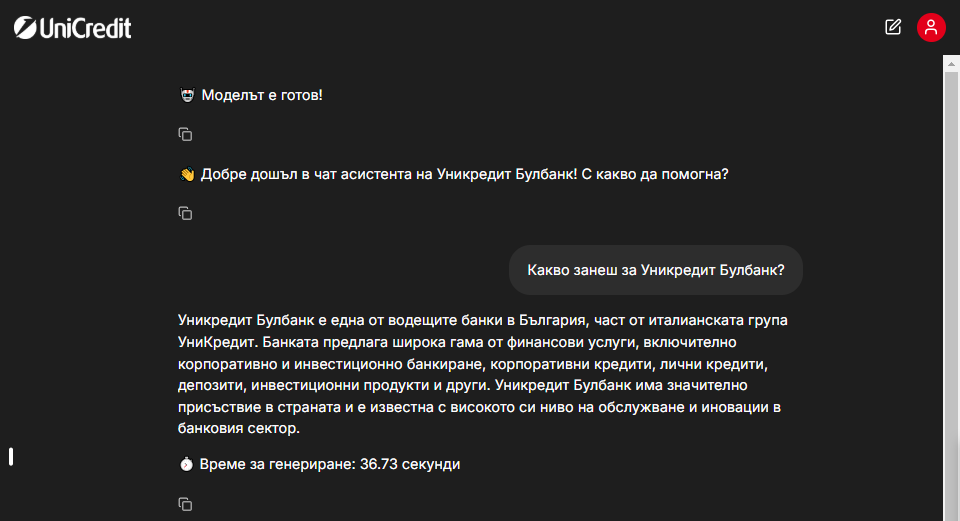 UniCredit
Моделът е готов!
Добре дошъл в чат асистента на Уникредит Булбанк! С какво да помогна?
Какво занеш за Уникредит Булбанк?
Уникредит Булбанк е една от водещите банки в България, част от италианската група
УниКредит. Банката предлага широка гама от финансови услуги, включително
корпоративно и инвестиционно банкиране, корпоративни кредити, лични кредити,
депозити, инвестиционни продукти и други. Уникредит Булбанк има значително
присъствие в страната и е известна с високото си ниво на обслужване и иновации в
банковия сектор.
Време за генериране: 36.73 секунди